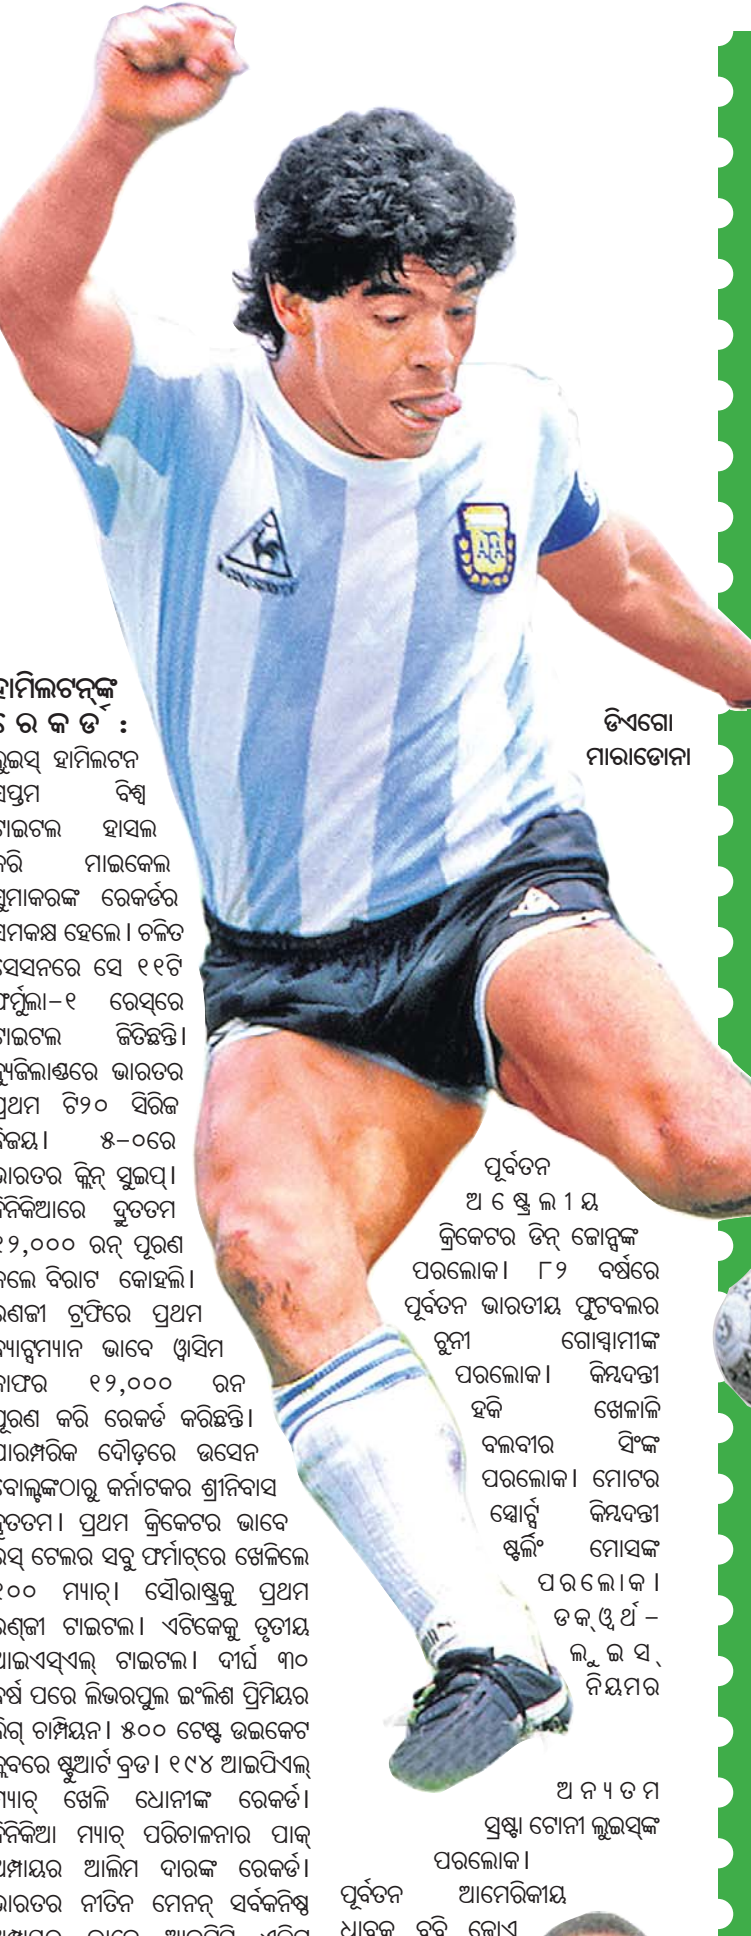 ହାମିଲଟନ୍‌ଙ୍କ
ରେକର୍ଡ :
ଲୁଇସ୍ ହାମିଲଟନ
ସପ୍ତମ ବିଶ୍ୱ
ଟାଇଟଲ ହାସଲ
କରି ମାଇକେଲ
ସୁମାକରଙ୍କ ରେକର୍ଡର
ସମକକ୍ଷ ହେଲେ। ଚଳିତ
ସେସନରେ ସେ ୧୧ଟି
ଫର୍ମୁଲା-୧ ରେସ୍‌ରେ
ଟାଇଟଲ ଜିତିଛନ୍ତି।
ନ୍ୟୁଜିଲାଣ୍ଡରେ ଭାରତର
ପ୍ରଥମ ଟି୨୦ ସିରିଜ
ବିଜୟ। ୫-୦ରେ
ଭାରତର କ୍ଲିନ୍ ସୁଇପ୍।
ଦିନିକିଆରେ ଦ୍ରୁତତମ
୧୨,୦୦୦ ରନ୍ ପୂରଣ
କଲେ ବିରାଟ କୋହଲି।
ରଣଜୀ ଟ୍ରଫିରେ ପ୍ରଥମ
ବ୍ୟାଟ୍ସମ୍ୟାନ ଭାବେ ୱାସିମ
ଜାଫର ୧୨,୦୦୦ ରନ
ପୂରଣ କରି ରେକର୍ଡ କରିଛନ୍ତି।
ପାରମ୍ପରିକ ଦୌଡ଼ରେ ଉସେନ
ବୋଲ୍ଟଙ୍କଠାରୁ କର୍ନାଟକର ଶ୍ରୀନିବାସ
ଦ୍ରୁତତମ। ପ୍ରଥମ କ୍ରିକେଟର ଭାବେ
ରସ୍ ଟେଲର ସବୁ ଫର୍ମାଟ୍‌ରେ ଖେଳିଲେ
୧୦୦ ମ୍ୟାଚ୍। ସୌରାଷ୍ଟ୍ରକୁ ପ୍ରଥମ
ରଣ୍‌ଜୀ ଟାଇଟଲ। ଏଟିକେକୁ ତୃତୀୟ
ଆଇଏସ୍‌ଏଲ୍ ଟାଇଟଲ। ଦୀର୍ଘ ୩୦
ବର୍ଷ ପରେ ଲିଭରପୁଲ ଇଂଲିଶ ପ୍ରିମିୟର
ଲିଗ୍ ଚାମ୍ପିୟନ। ୫୦୦ ଟେଷ୍ଟ ଉଇକେଟ
କ୍ଲବରେ ଷ୍ଟୁଆର୍ଟ ବ୍ରଡ। ୧୯୪ ଆଇପିଏଲ୍
ମ୍ୟାଚ୍ ଖେଳି ଧୋନୀଙ୍କ ରେକର୍ଡ।
ଦିନିକିଆ ମ୍ୟାଚ୍ ପରିଚାଳନାର ପାକ୍
ଅମ୍ପାୟର ଆଲିମ ଦାରଙ୍କ ରେକର୍ଡ।
ଭାରତର ନୀତିନ ମେନନ୍ ସର୍ବକନିଷ୍ଠ
ଡିଏଗୋ
ମାରାଡୋନା
ପୂର୍ବତନ
ଅଷ୍ଟ୍ରେଲୀୟ
କ୍ରିକେଟର ଡିନ୍ ଜୋନ୍ସଙ୍କ
ପରଲୋକ। ୮୨ ବର୍ଷରେ
ପୂର୍ବତନ ଭାରତୀୟ ଫୁଟବଲର
ଚୁନୀ ଗୋସ୍ୱାମୀଙ୍କ
ପରଲୋକ। କିମ୍ବଦନ୍ତୀ
ହକି ଖେଳାଳି
ବଲବୀର ସିଂଙ୍କ
ପରଲୋକ। ମୋଟର
ସ୍ପୋର୍ଟ୍ସ କିମ୍ବଦନ୍ତୀ
ଷ୍ଟର୍ଲିଂ ମୋସଙ୍କ
ପରଲୋକ।
ଡକ୍‌ୱର୍ଥ-
ଲୁଇସ୍
ନିୟମର
ଅନ୍ୟତମ
ସ୍ରଷ୍ଟା ଟୋନୀ ଲୁଇସ୍‌ଙ୍କ
ପରଲୋକ।
ପୂର୍ବତନ ଆମେରିକୀୟ
ଧାବକ ବବି ଜୋଏ